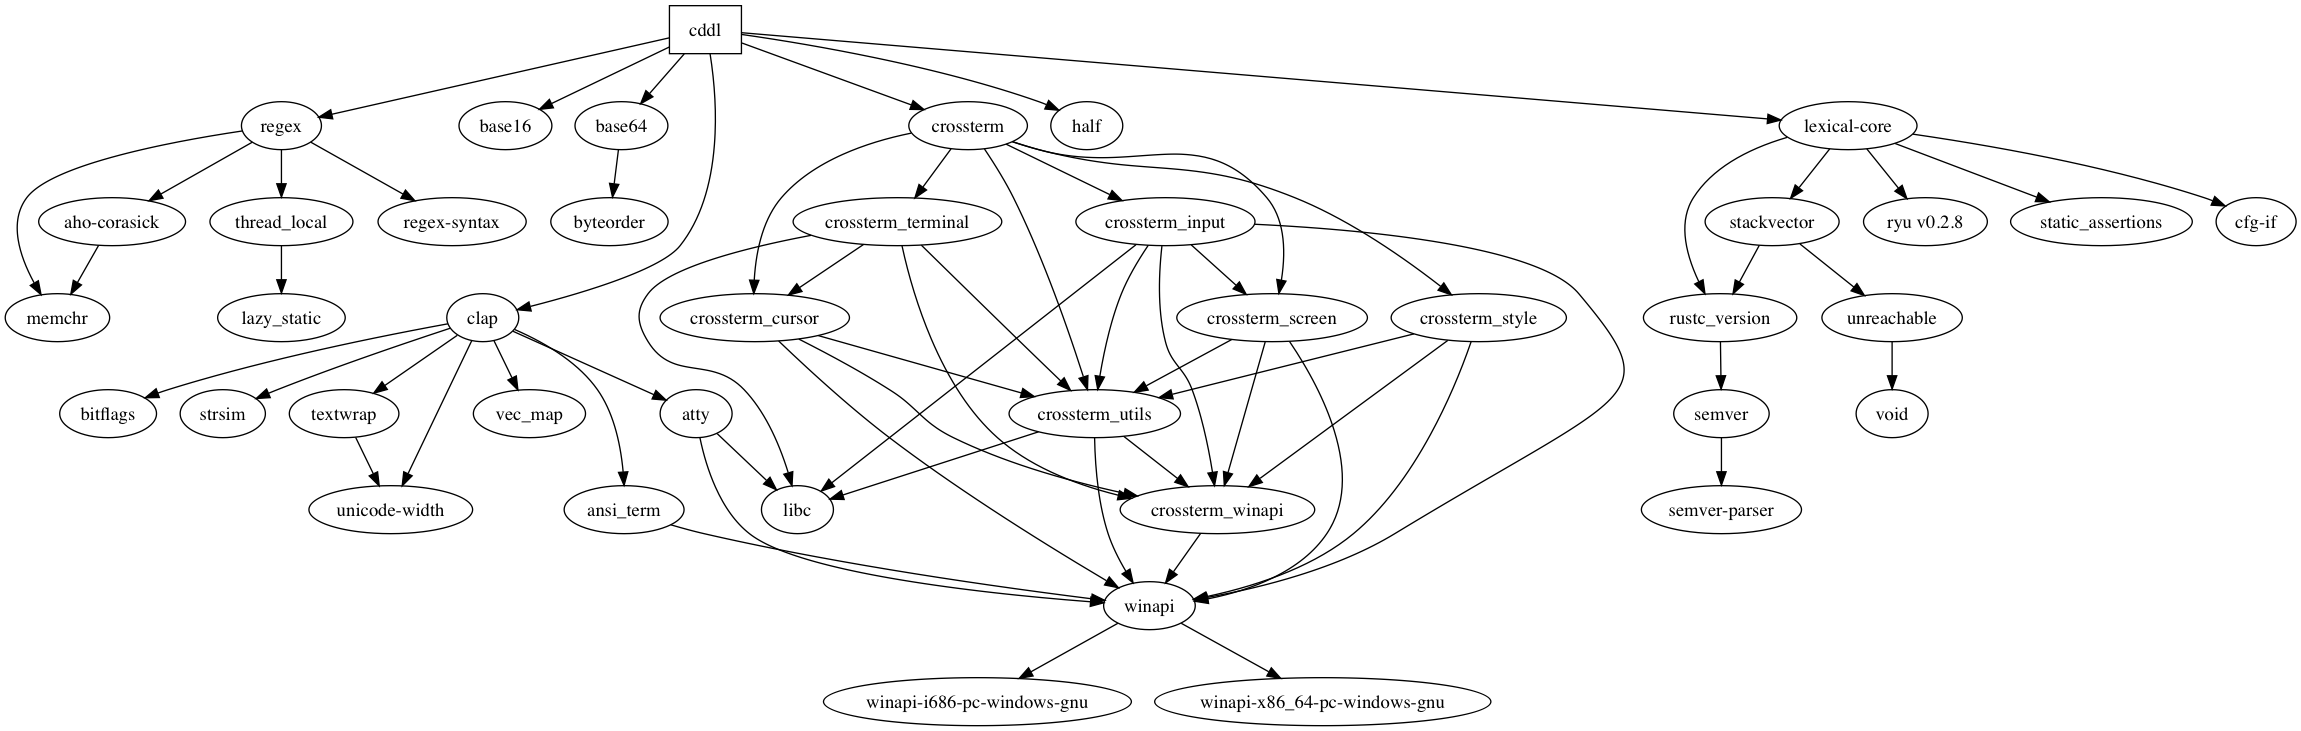 cddl
regex
base16
base64
crossterm
half
lexical-core
aho-corasick
thread_local
regex-syntax
byteorder
crossterm_terminal
crossterm_input
stackvector
ryu v0.2.8
static_assertions
cfg-if
memchr
lazy_static
clap
crossterm_cursor
crossterm_screen
crossterm_style
rustc_version
unreachable
bitflags
strsim
textwrap
vec_map
atty
crossterm_utils
semver
void
unicode-width
ansi_term
libc
crossterm_winapi
semver-parser
winapi
winapi-i686-pc-windows-gnu
winapi-x86_64-pc-windows-gnu